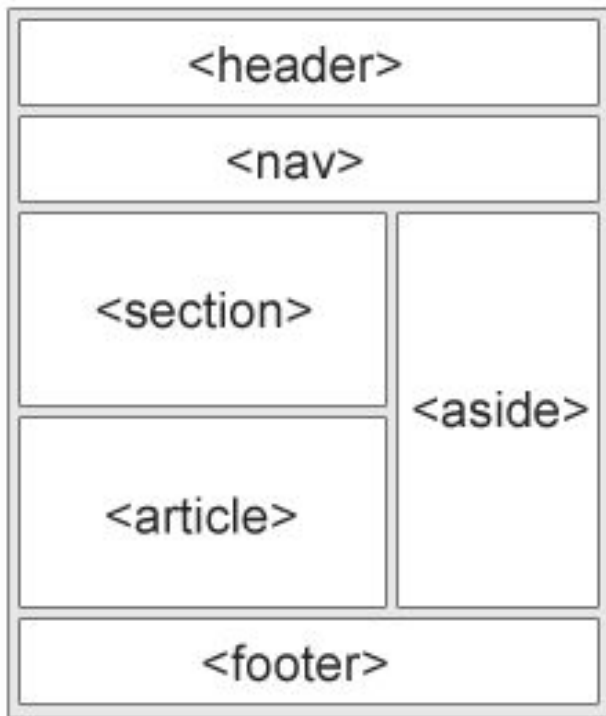 <header>
<nav>
<section>
<aside>
<article>
<footer>